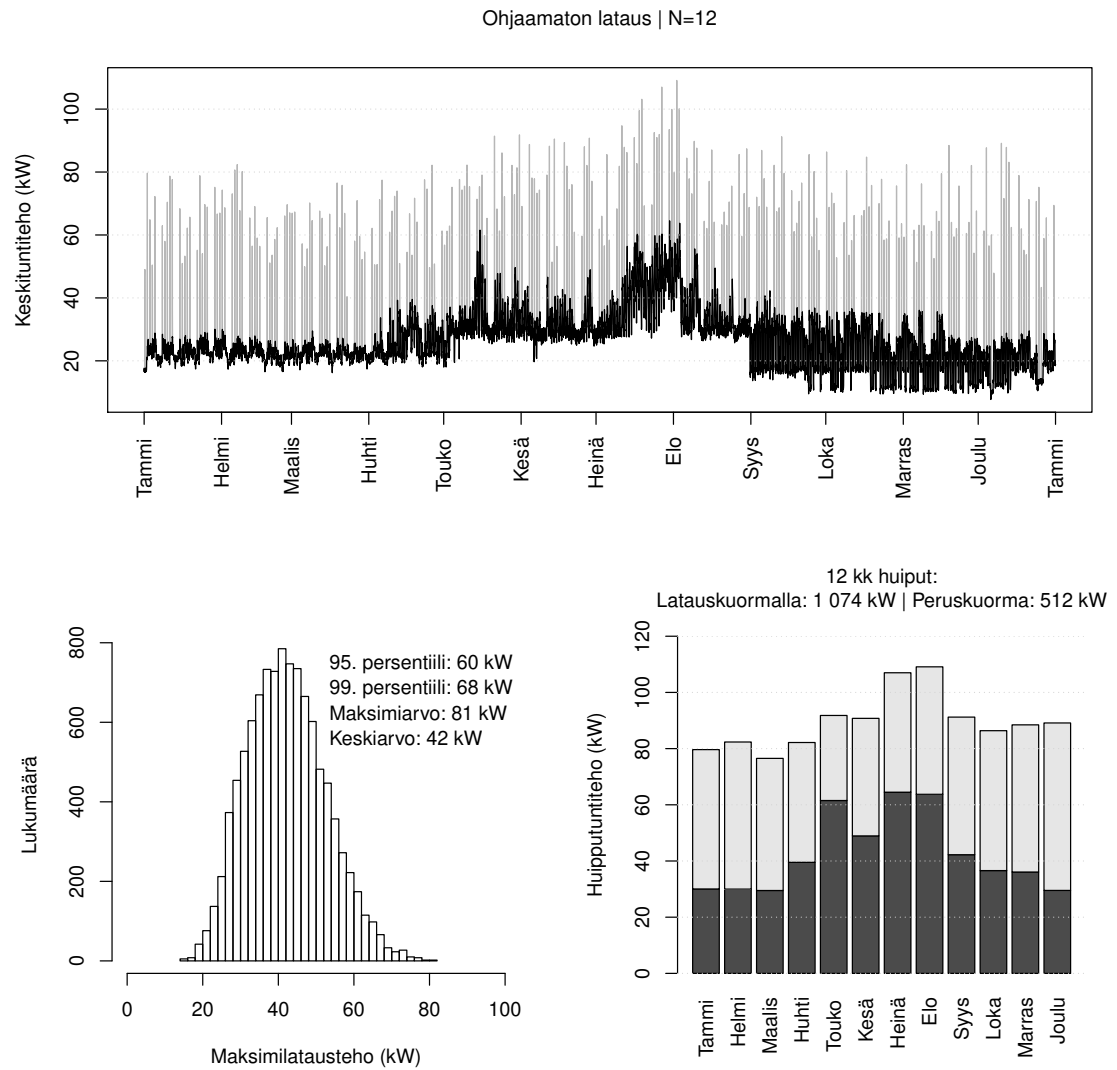 Ohjaamaton lataus | N=12
Keskituntiteho (kW)
100
80
60
40
20
Tammi
Helmi
Maalis
Huhti
Touko
Kesä
Heinä
Elo
Syys
Loka
Marras
Joulu
Tammi
Lukumäärä
800
600
400
200
0
95. persentiili: 60 kW
99. persentiili: 68 kW
Maksimiarvo: 81 kW
Keskiarvo: 42 kW
0
20
40
60
80
100
Maksimilatausteho (kW)
12 kk huiput:
Latauskuormalla: 1 074 kW | Peruskuorma: 512 kW
Huipputuntiteho (kW)
120
100
80
60
40
20
0
Tammi
Helmi
Maalis
Huhti
Touko
Kesä
Heinä
Elo
Syys
Loka
Marras
Joulu